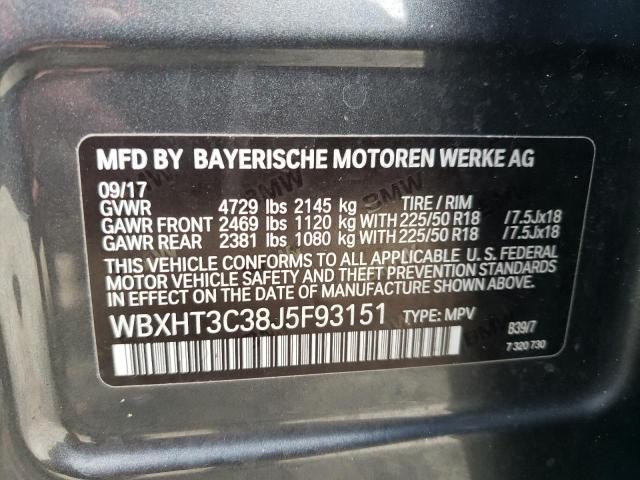 MFD BY BAYERISCHE MOTOREN WERKE AG
09/17
GVWR 4729 lbs 2145 kg TIRE / RIM
GAWR FRONT 2469 lbs 1120 kg WITH 225/50 R18 /7.5Jx18
GAWR REAR 2381 lbs 1080 kg WITH 225/50 R18 /7.5Jx18
THIS VEHICLE CONFORMS TO ALL APPLICABLE U. S. FEDERAL
MOTOR VEHICLE SAFETY AND THEFT PREVENTION STANDARDS
IN EFFECT ON THE DATE OF MANUFACTURE SHOWN ABOVE.
WBXHT3C38J5F93151 TYPE: MPV B39/7
7 320 730